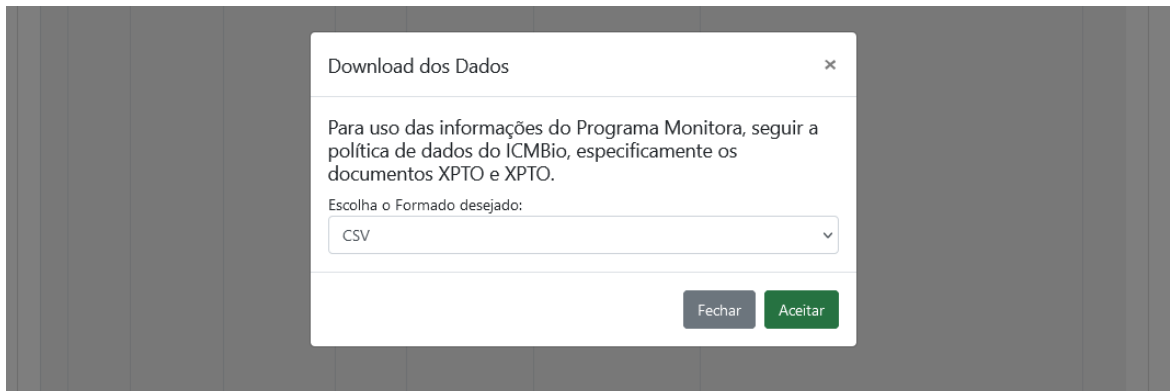 Download dos Dados ×
Para uso das informações do Programa Monitora, seguir a
política de dados do ICMBio, especificamente os
documentos XPTO e XPTO.
Escolha o Formado desejado:
CSV
Fechar Aceitar